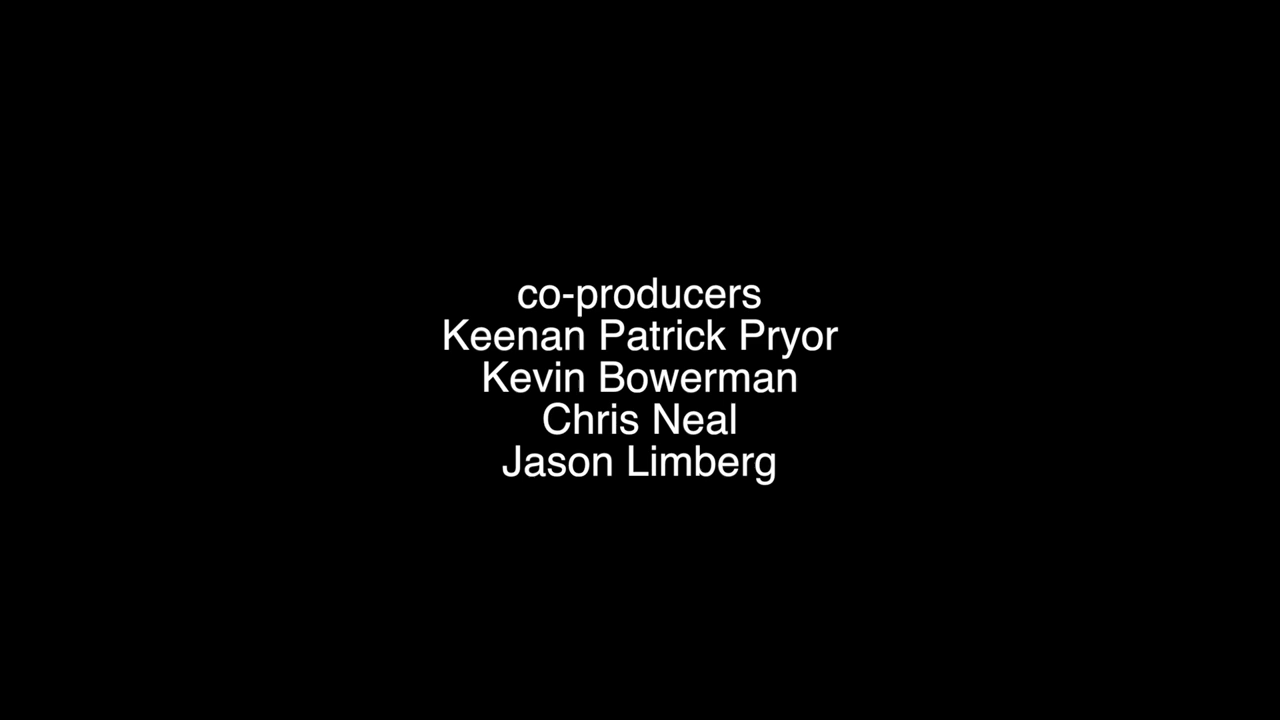 co-producers
Keenan Patrick Pryor
Kevin Bowerman
Chris Neal
Jason Limberg